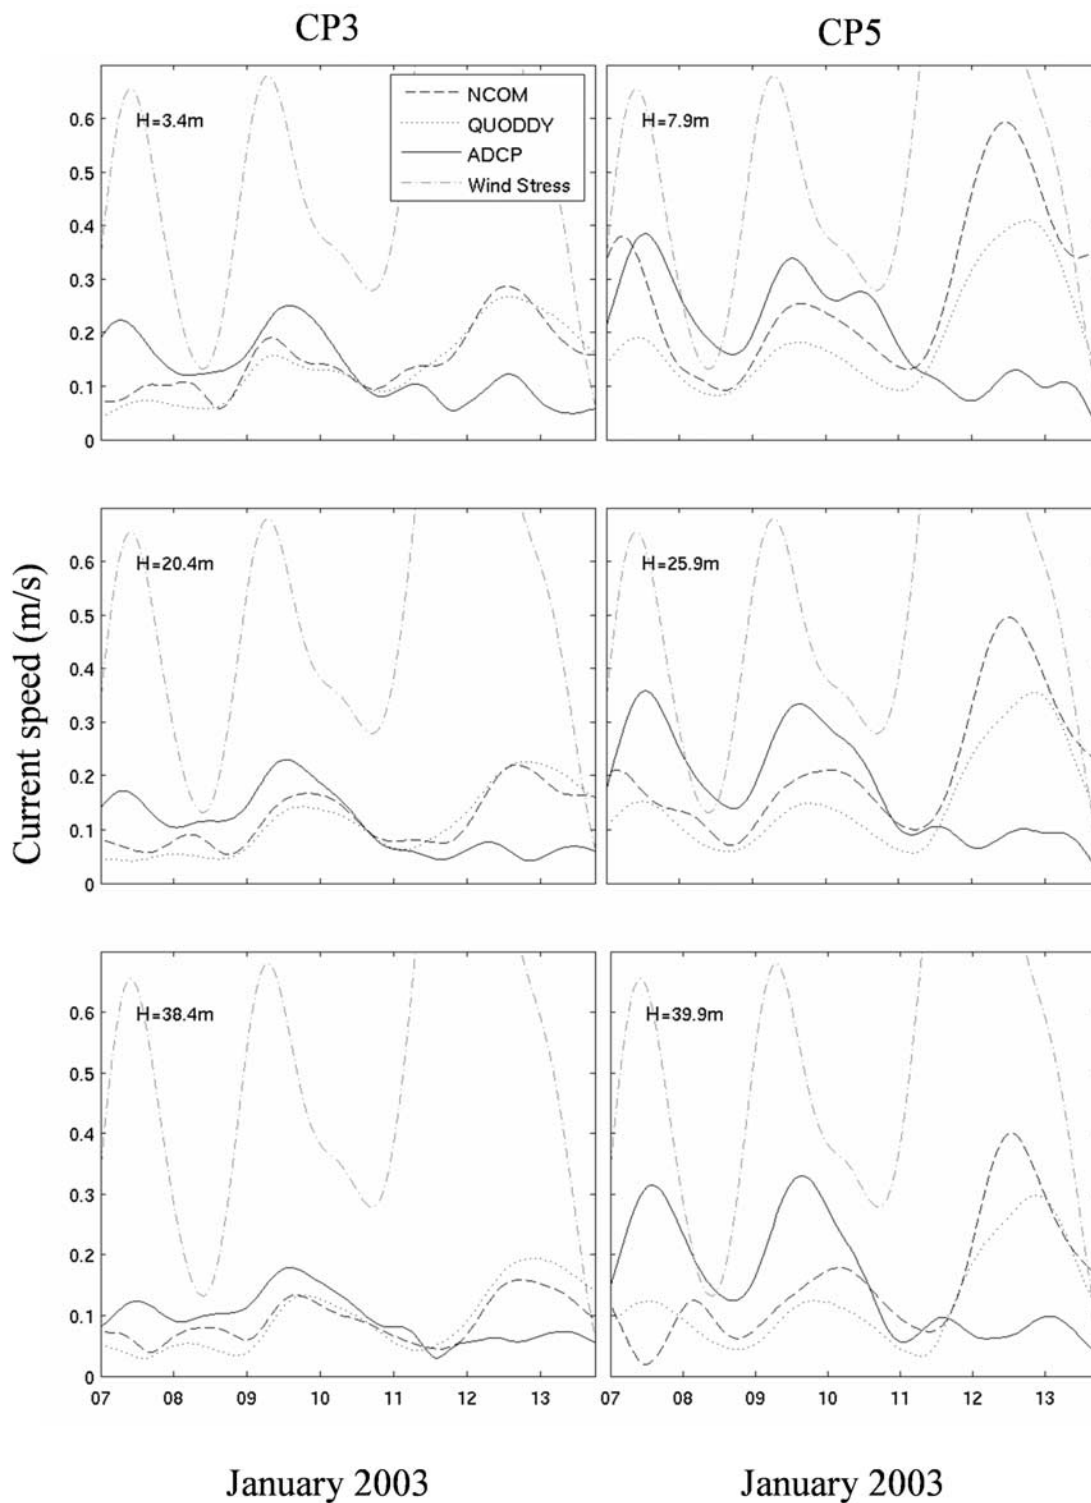 CP3 CP5
NCOM
QUODDY
ADCP
Wind Stress
H=3.4m H=7.9m
0.6
0.5
0.4
0.3
0.2
0.1
0
H=20.4m H=25.9m
0.6
0.5
0.4
0.3
0.2
0.1
0
Current speed (m/s)
H=38.4m H=39.9m
0.6
0.5
0.4
0.3
0.2
0.1
0
07 08 09 10 11 12 13 07 08 09 10 11 12 13
January 2003 January 2003